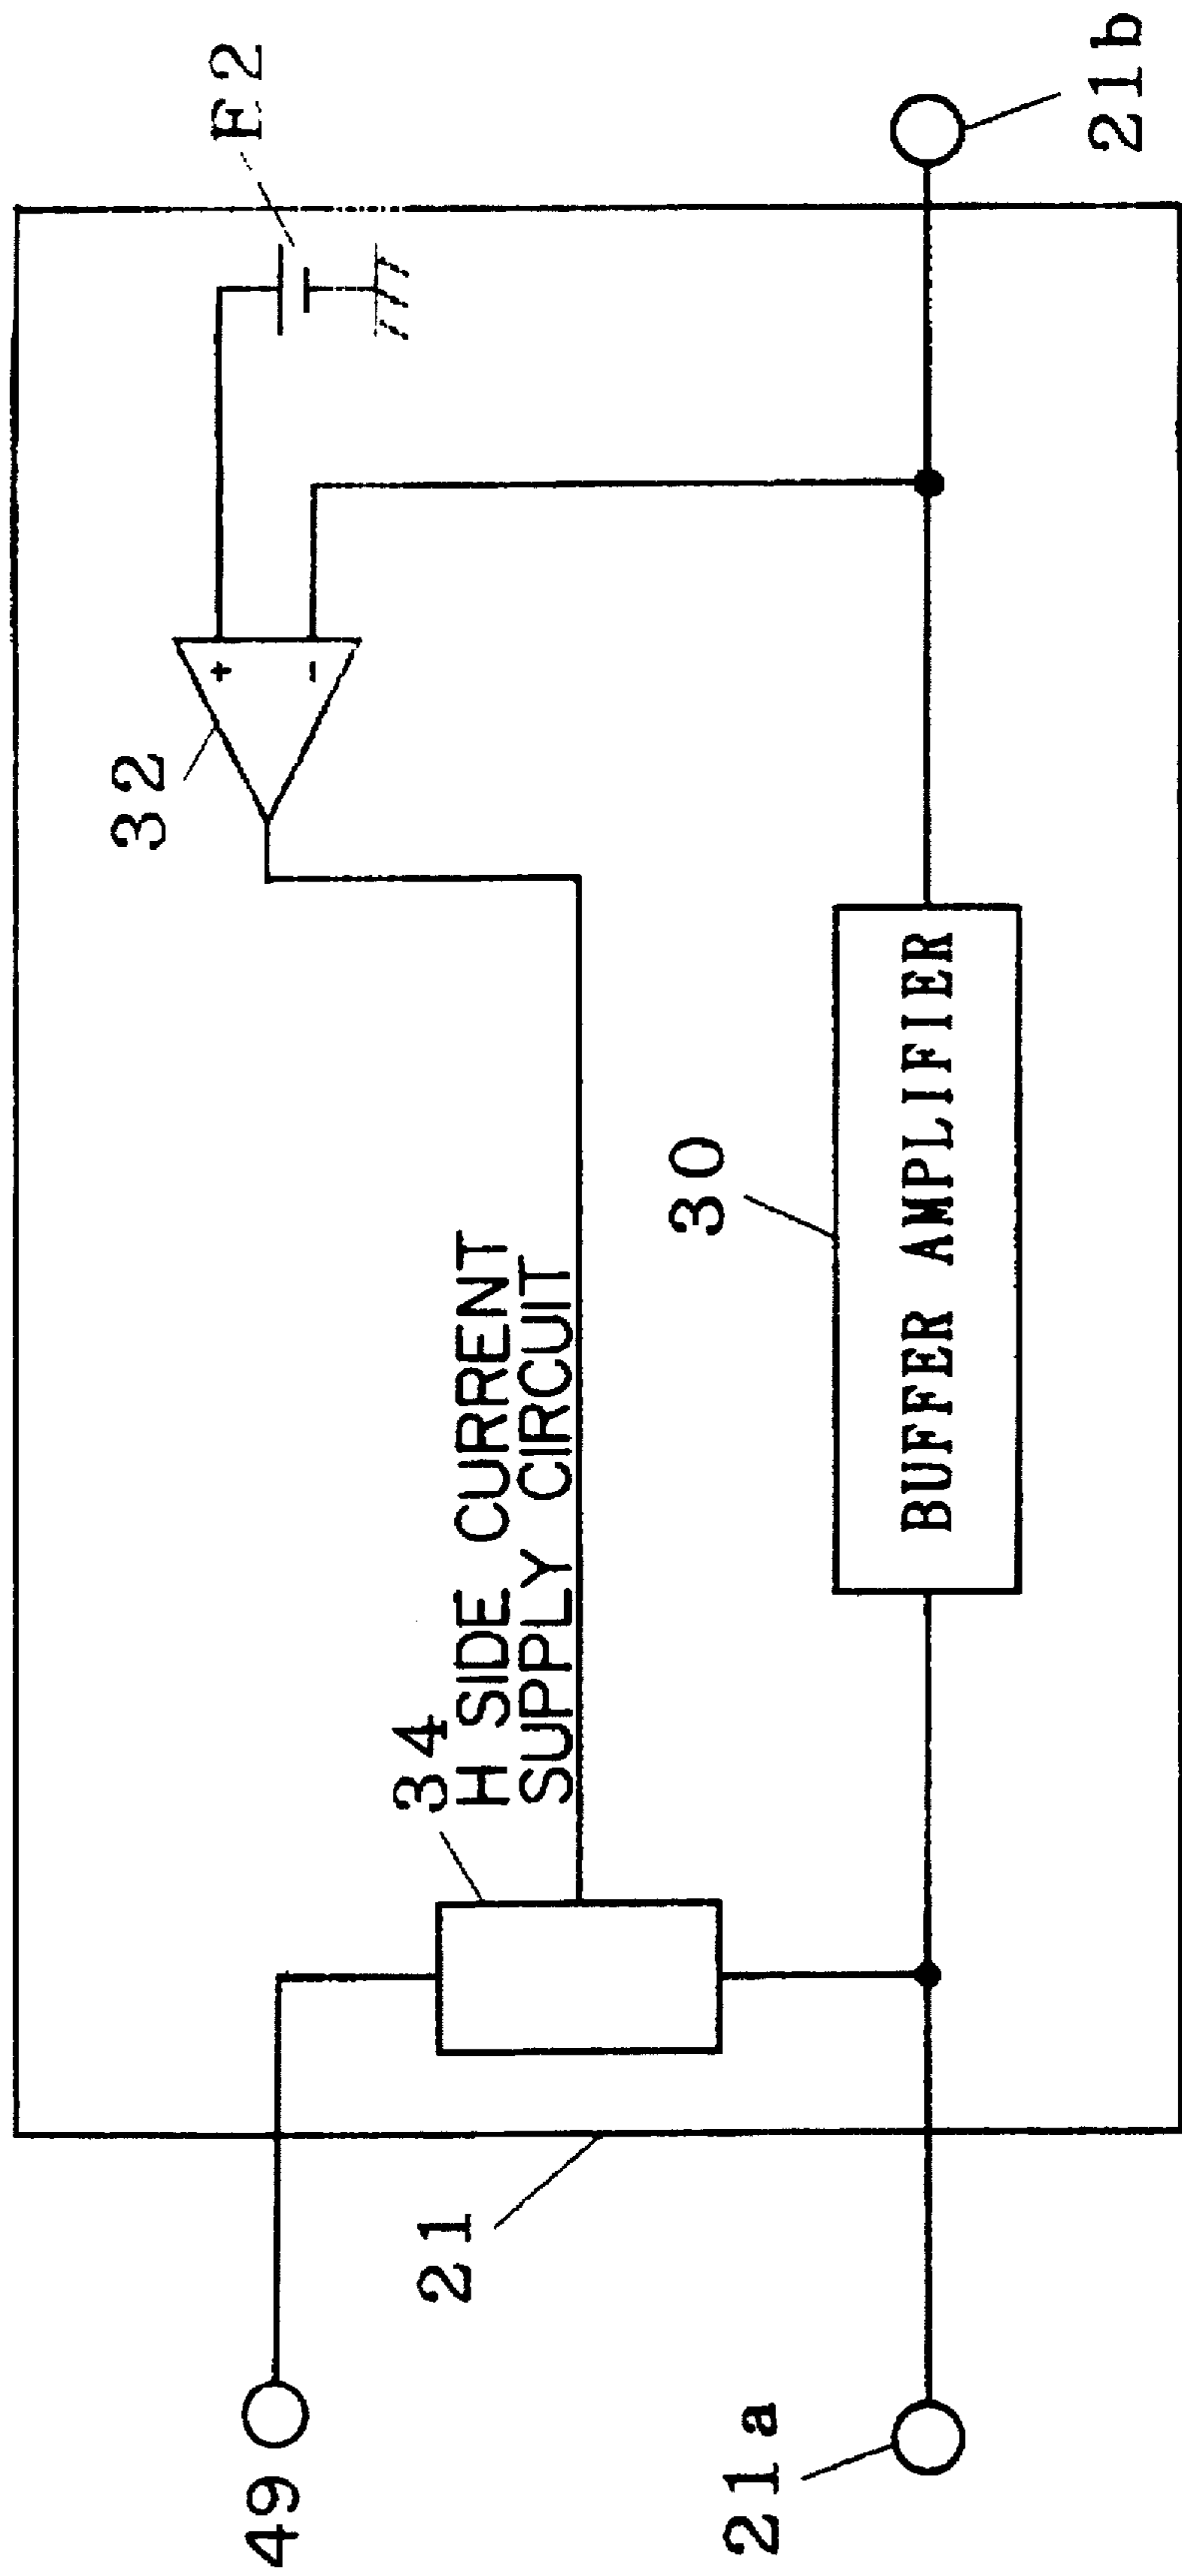 49
34
H SIDE CURRENT
SUPPLY CIRCUIT
32
+
-
E2
21
30
BUFFER AMPLIFIER
21a
21b